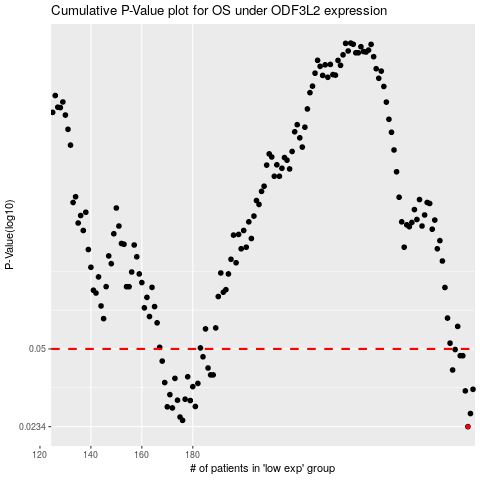 Cumulative P-Value plot for OS under ODF3L2 expression
P-Value(log10)
0.05
0.0234
120 140 160 180
# of patients in 'low exp' group